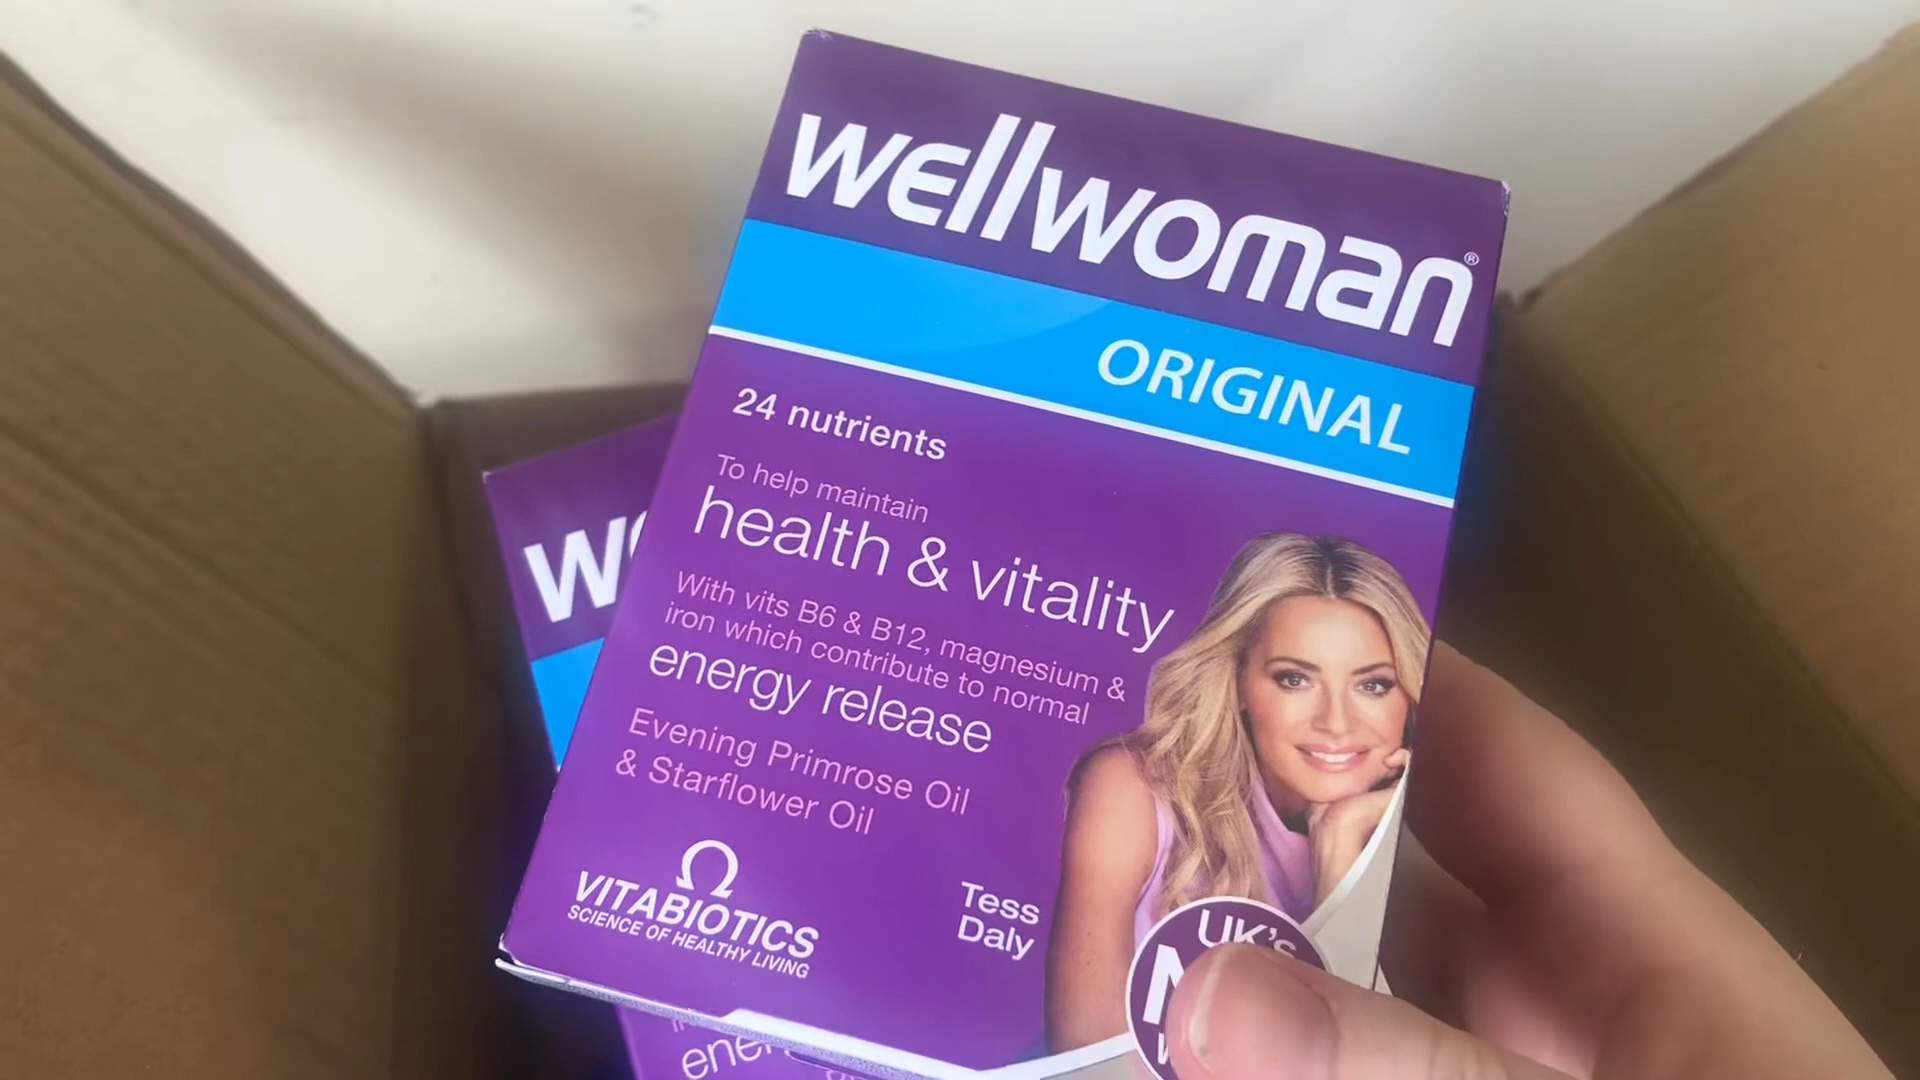 wellwoman®
ORIGINAL
24 nutrients
To help maintain
health & vitality
With vits B6 & B12, magnesium &
iron which contribute to normal
energy release
Evening Primrose Oil
& Starflower Oil
VITABIOTICS
SCIENCE OF HEALTHY LIVING
Tess
Daly
UK's